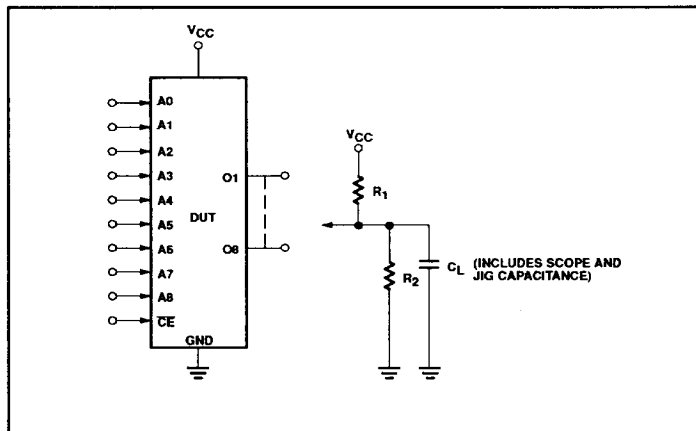 VCC
A0
A1
A2
A3
A4
A5
A6
A7
A8
CE
DUT
O1
O8
GND
VCC
R1
R2
CL (INCLUDES SCOPE AND
JIG CAPACITANCE)